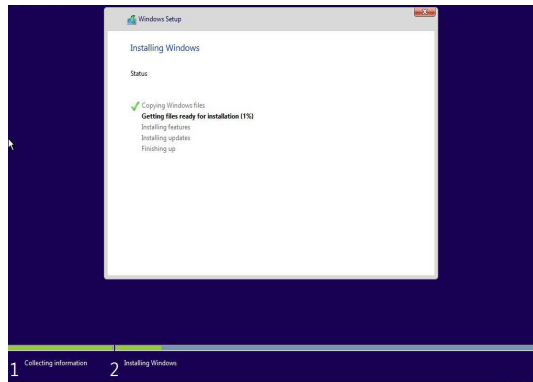 Windows Setup
Installing Windows
Status
Copying Windows files
Getting files ready for installation (1%)
Installing features
Installing updates
Finishing up
1 Collecting information
2 Installing Windows